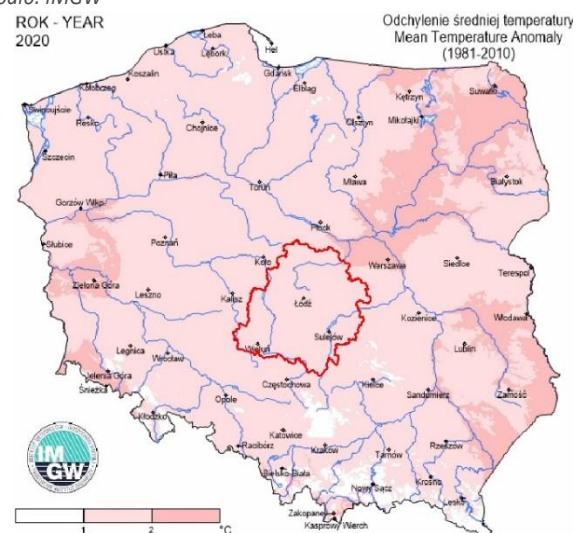 IMGW
ROK - YEAR
2020
Odchylenie średniej temperatury
Mean Temperature Anomaly
(1981-2010)
Łeba
Hel
Ustka
Lębork
Gdańsk
Koszalin
Kołobrzeg
Elbląg
Kętrzyn
Suwałki
Świnoujście
Resko
Chojnice
Olsztyn
Mikołajki
Szczecin
Piła
Toruń
Mława
Białystok
Gorzów Wlkp.
Płock
Słubice
Poznań
Koło
Warszawa
Siedlce
Terespol
Zielona Góra
Leszno
Kalisz
Łódź
Kozienice
Włodawa
Legnica
Wrocław
Wieluń
Sulejów
Lublin
Jelenia Góra
Śnieżka
Częstochowa
Kielce
Sandomierz
Zamość
Kłodzko
Opole
Katowice
Racibórz
Kraków
Tarnów
Rzeszów
Bielsko-Biała
Nowy Sącz
Krosno
Lesko
Zakopane
Kasprowy Wierch
IM
GW
1 2 °C